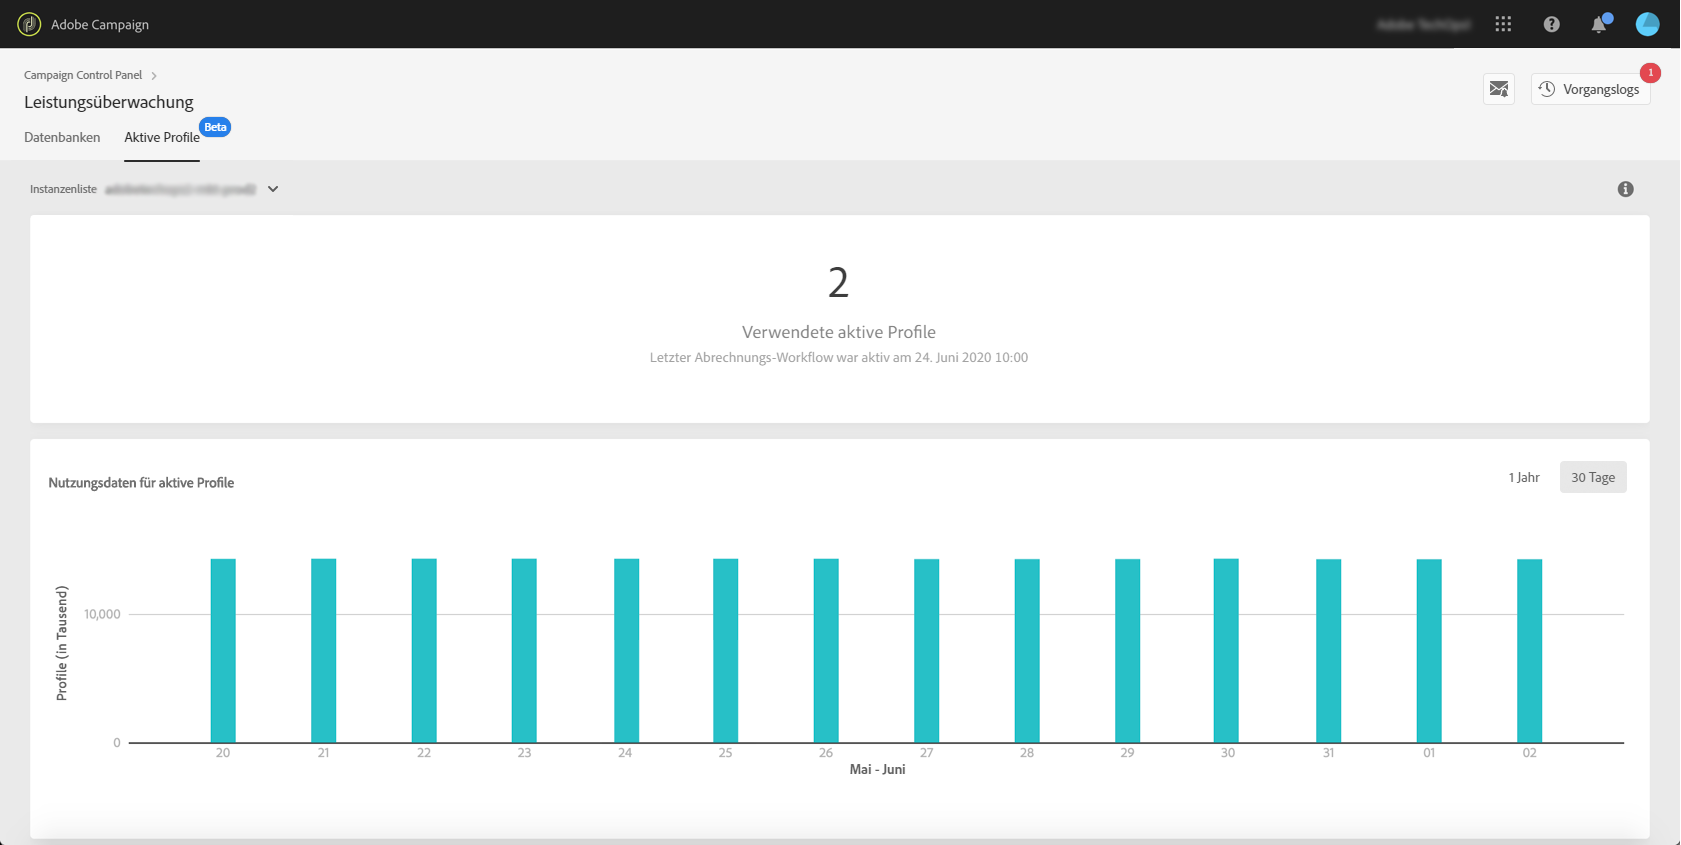 Adobe Campaign
Campaign Control Panel
Leistungsüberwachung
1
Vorgangslogs
Datenbanken
Aktive Profile
Beta
Instanzenliste
2
Verwendete aktive Profile
Letzter Abrechnungs-Workflow war aktiv am 24. Juni 2020 10:00
Nutzungsdaten für aktive Profile
1 Jahr
30 Tage
Profile (in Tausend)
10,000
0
20 21 22 23 24 25 26 27 28 29 30 31 01 02
Mai - Juni